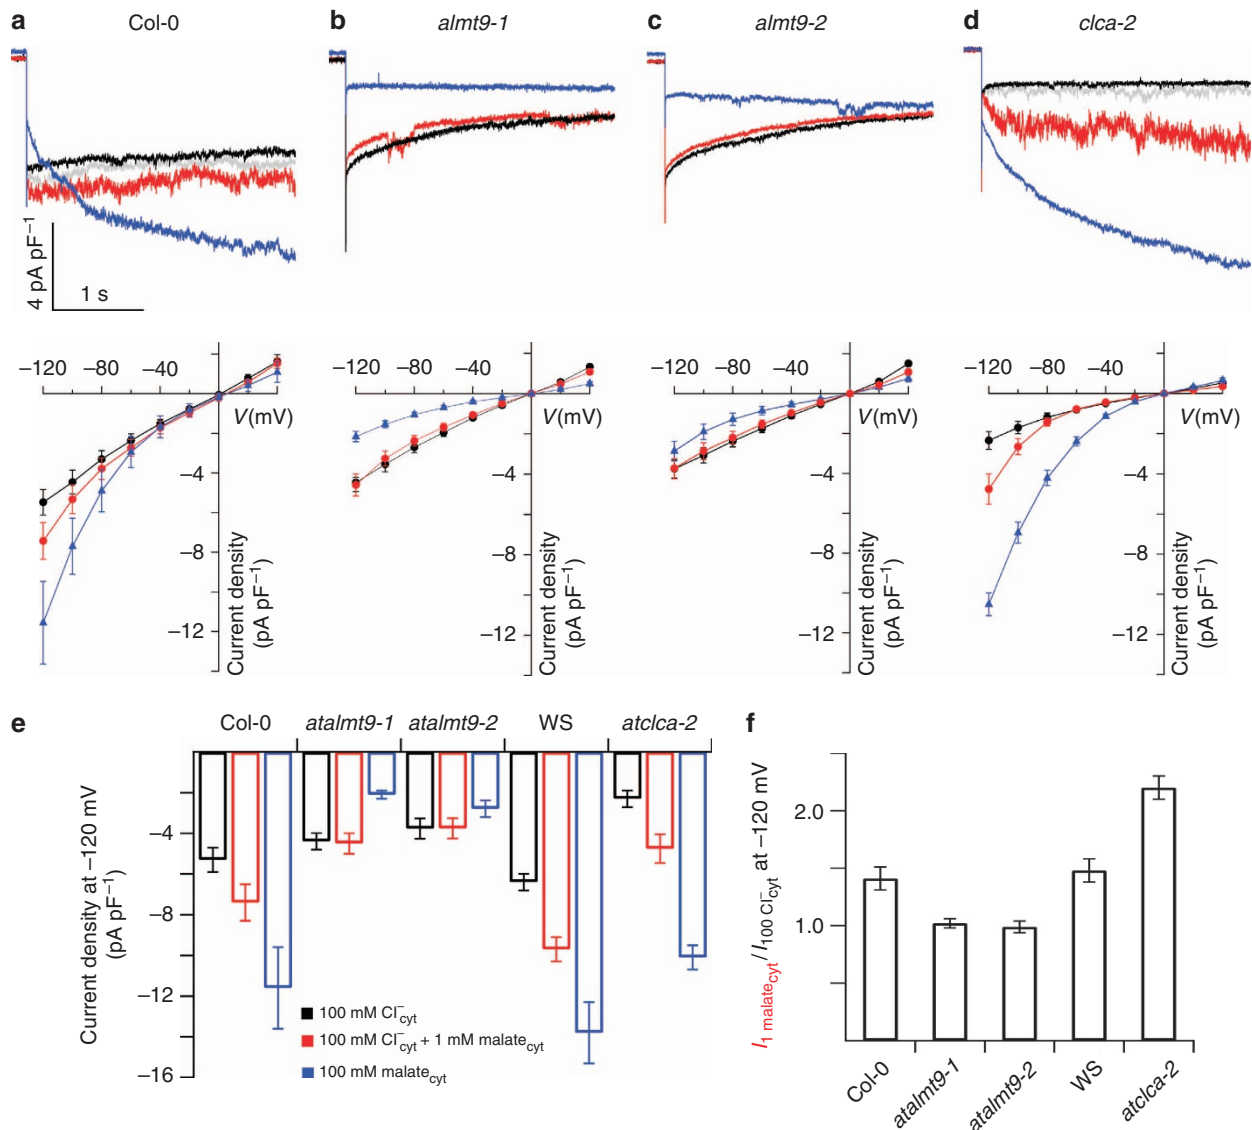 a Col-0 b almt9-1 c almt9-2 d clca-2
4 pA pF⁻¹
1 s
−120 −80 −40
V(mV)
−4
−8
−12
Current density
(pA pF⁻¹)
−120 −80 −40
V(mV)
−4
−8
−12
Current density
(pA pF⁻¹)
−120 −80 −40
V(mV)
−4
−8
−12
Current density
(pA pF⁻¹)
−120 −80 −40
V(mV)
−4
−8
−12
Current density
(pA pF⁻¹)
e Col-0 atalmt9-1 atalmt9-2 WS atclca-2
Current density at −120 mV
(pA pF⁻¹)
−4
−8
−12
−16
100 mM Cl⁻cyt
100 mM Cl⁻cyt + 1 mM malatecyt
100 mM malatecyt
f
I1 malatecyt/I100 Cl⁻cyt at −120 mV
2.0
1.0
Col-0
atalmt9-1
atalmt9-2
WS
atclca-2